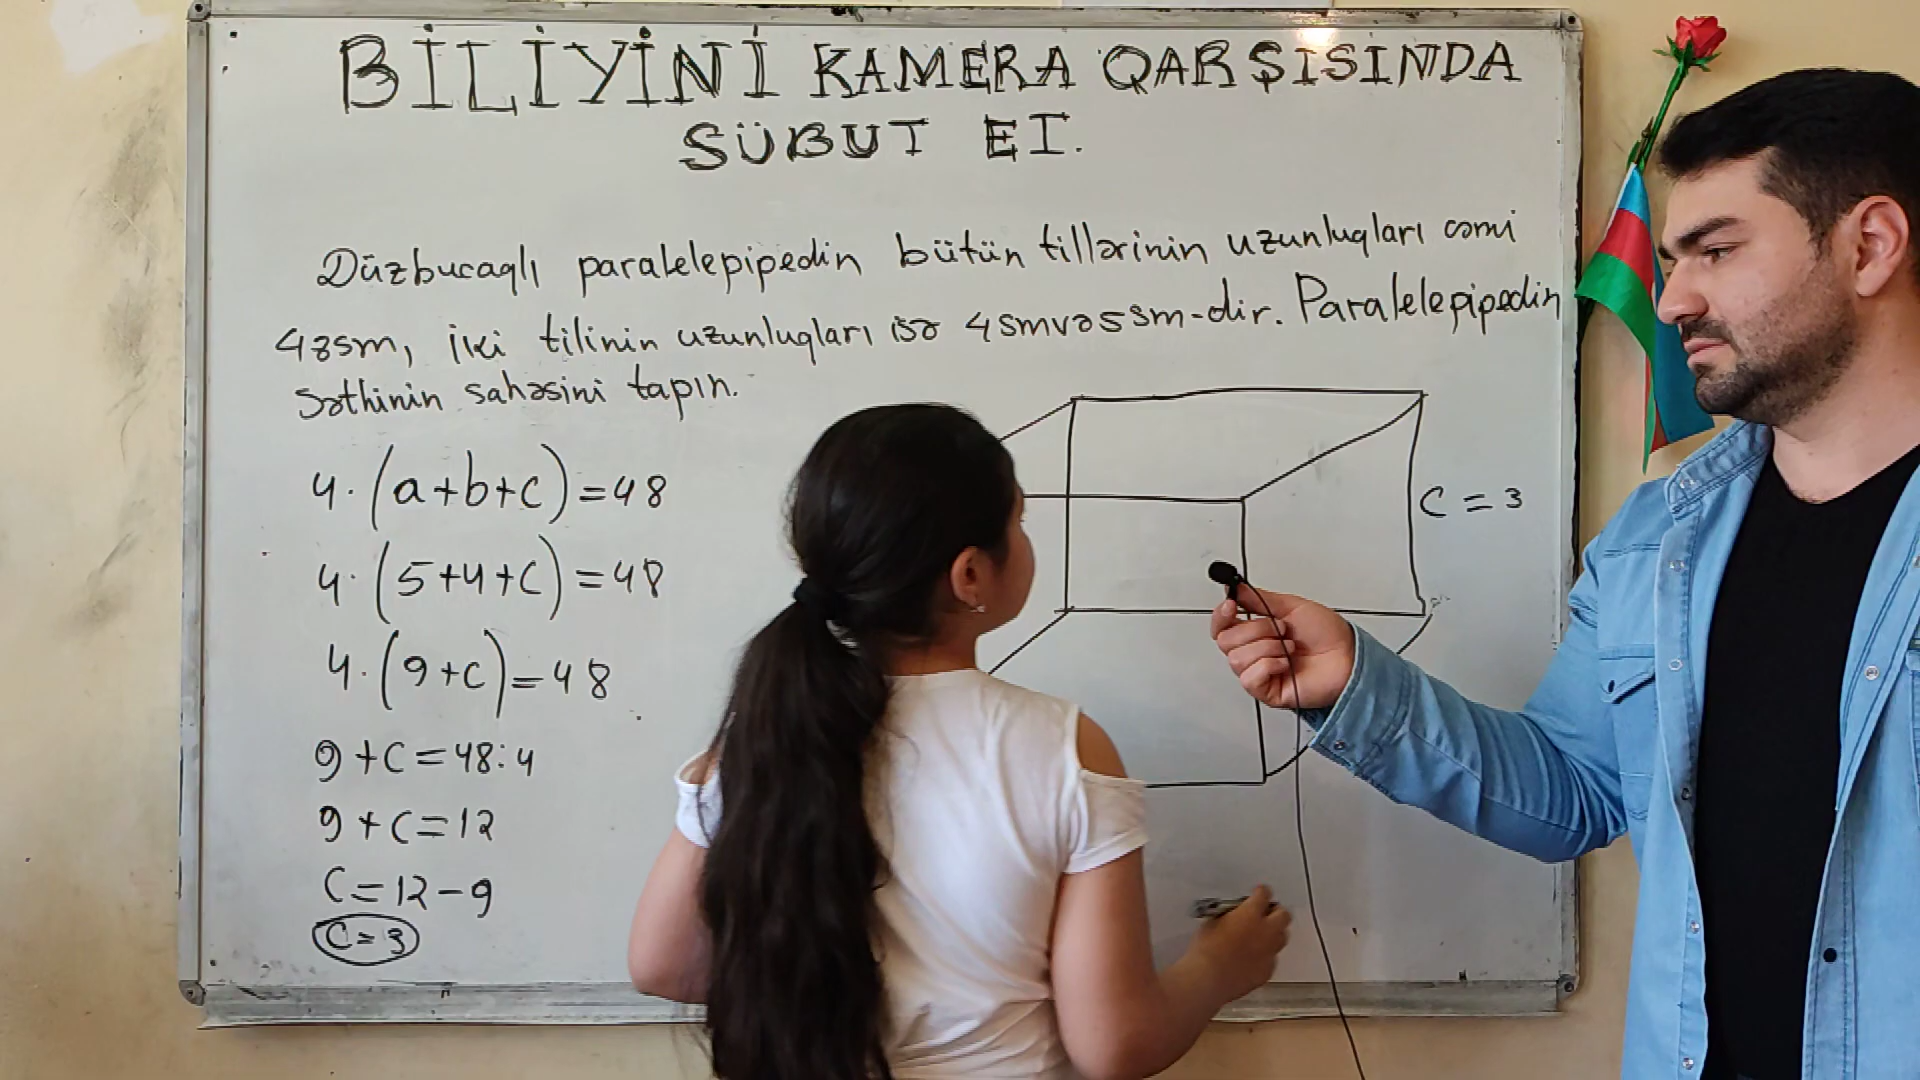 BİLİYİNİ KAMERA QARŞISINDA
SÜBUT ET.
Düzbucaqlı paralelepipedin bütün tillərinin uzunluqları cəmi
48sm, iki tilinin uzunluqları isə 4smvə5sm-dir. Paralelepipedin
səthinin sahəsini tapın.
4·(a+b+c)=48
4·(5+4+c)=48
4·(9+c)=48
9+c=48:4
9+c=12
C=12-9
C=3
C=3